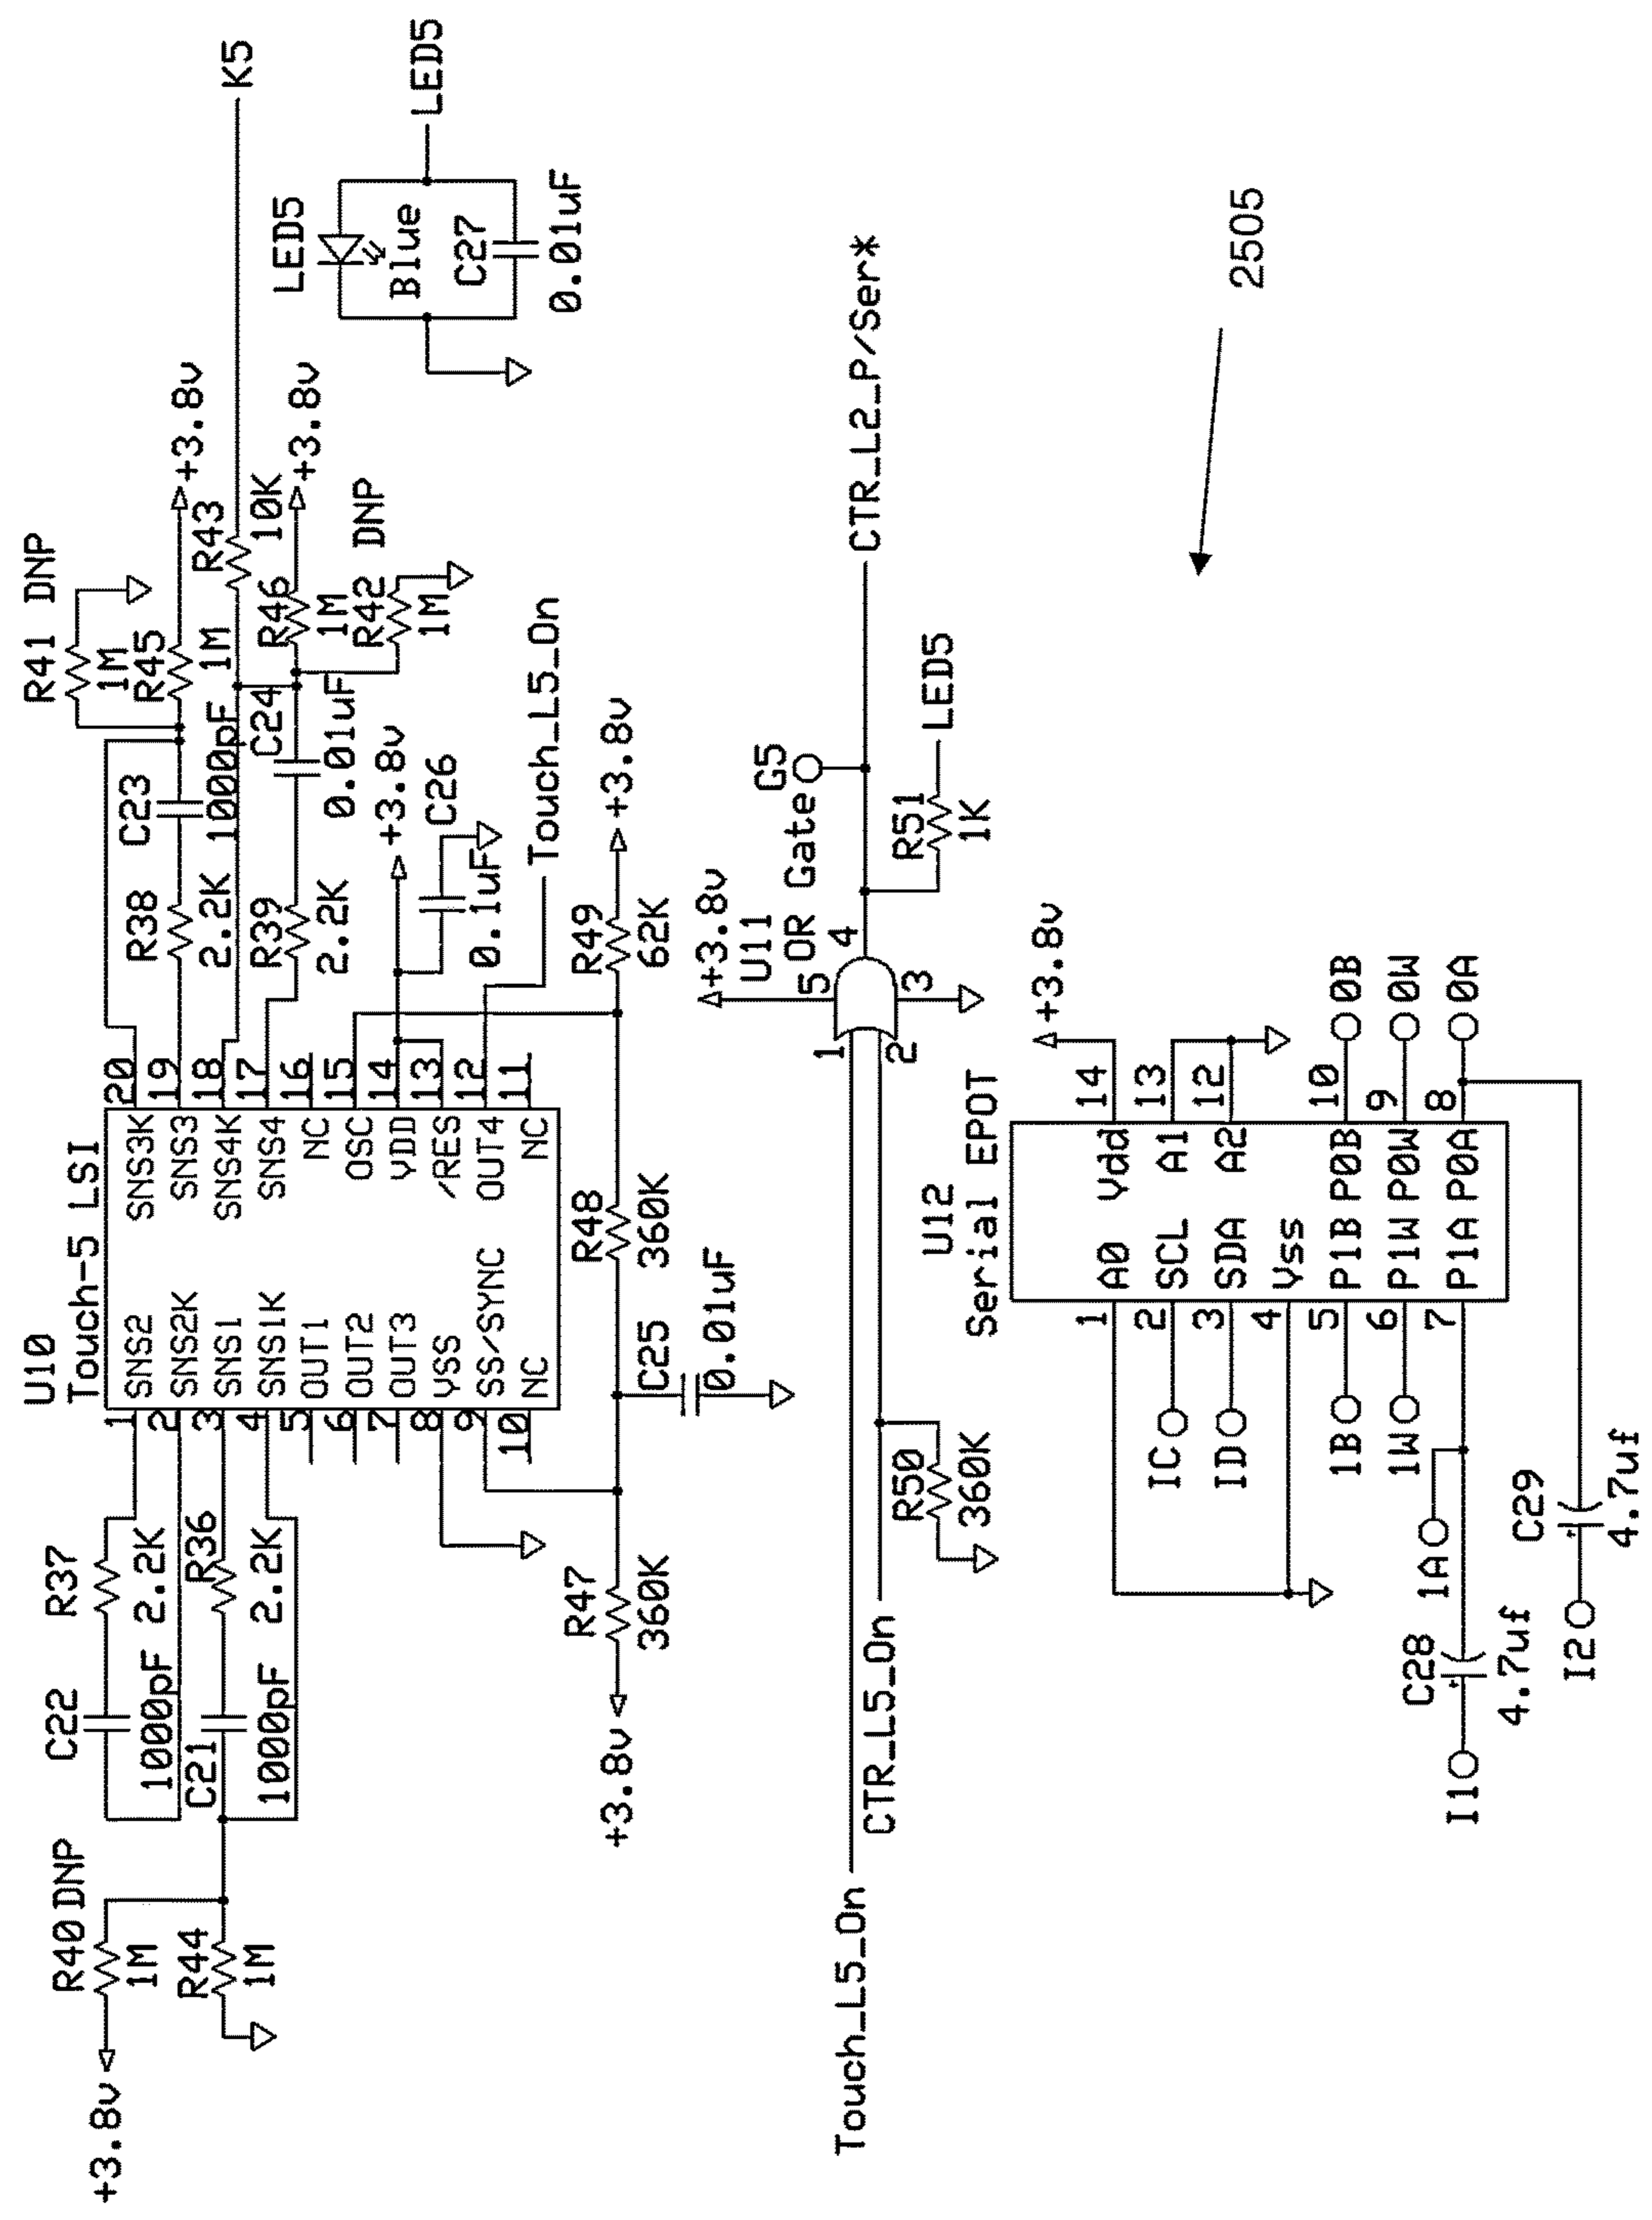 U10
Touch-5 LSI
1 SNS2 SNS3K 20
2 SNS2K SNS3 19
3 SNS1 SNS4K 18
4 SNS1K SNS4 17
5 OUT1 NC 16
6 OUT2 OSC 15
7 OUT3 VDD 14
8 VSS /RES 13
9 SS/SYNC OUT4 12
10 NC NC 11
+3.8v
R40 DNP
1M
R44
1M
C22
1000pF
R37
2.2K
C21
1000pF
R36
2.2K
R41 DNP
1M
R45
1M
+3.8v
C23
1000pF
R38
2.2K
R43
10K
K5
R39
2.2K
C24
0.01uF
R46
1M
+3.8v
R42
1M
DNP
+3.8v
C26
0.1uF
Touch_L5_On
LED5
Blue
C27
0.01uF
LED5
+3.8v
R47
360K
C25
0.01uF
R48
360K
R49
62K
+3.8v
Touch_L5_On
CTR_L5_On
R50
360K
1
2
5
3
4
+3.8v
U11
OR Gate
G5
CTR_L2_P/Ser*
R51
1K
LED5
U12
Serial EPOT
1 A0 Vdd 14
2 SCL A1 13
3 SDA A2 12
4 Vss
5 P1B P0B 10
6 P1W P0W 9
7 P1A P0A 8
+3.8v
IC
ID
1B
1W
1A
0B
0W
0A
I1
C28
4.7uf
I2
C29
4.7uf
2505